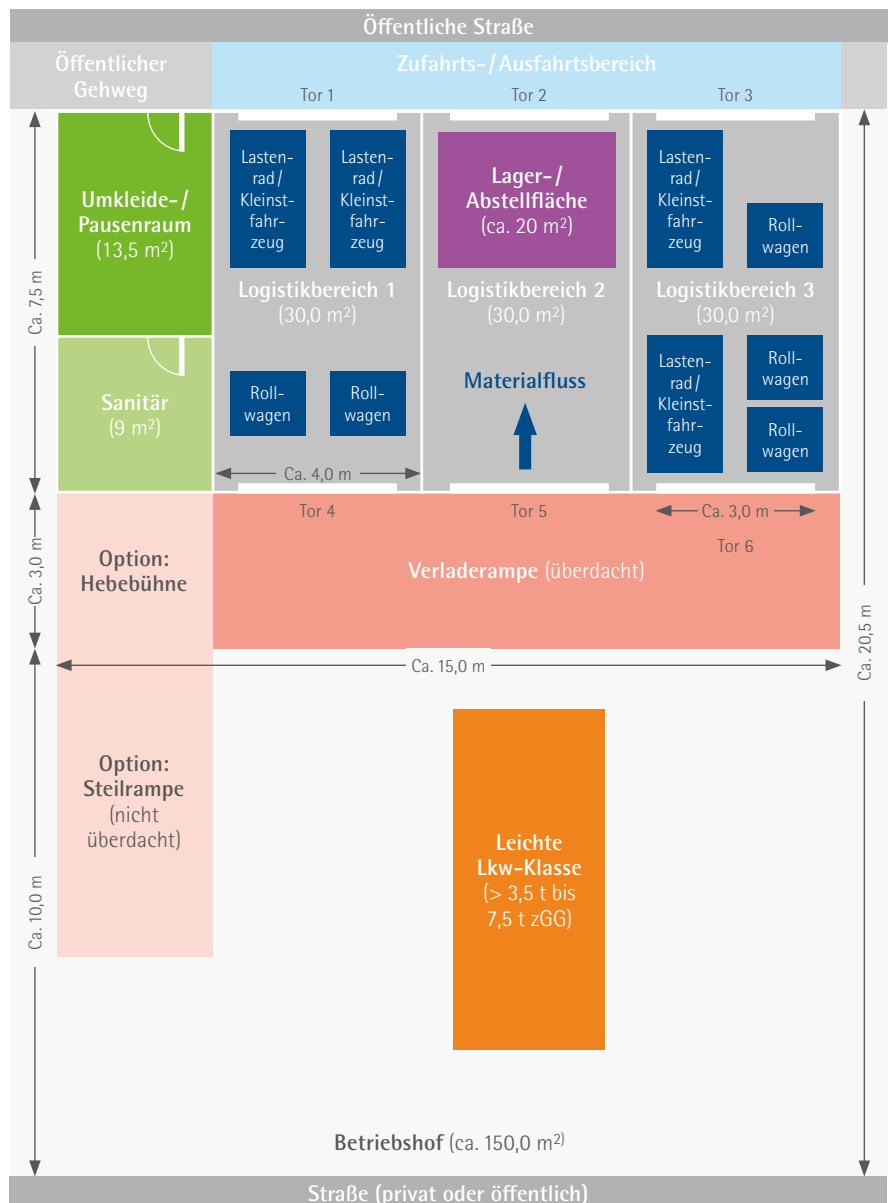 Öffentliche Straße
Öffentlicher
Gehweg
Zufahrts-/Ausfahrtsbereich
Tor 1
Tor 2
Tor 3
Ca. 7,5 m
Umkleide-/
Pausenraum
(13,5 m²)
Sanitär
(9 m²)
Lasten-
rad/
Kleinst-
fahr-
zeug
Lasten-
rad/
Kleinst-
fahr-
zeug
Logistikbereich 1
(30,0 m²)
Roll-
wagen
Roll-
wagen
Ca. 4,0 m
Lager-/
Abstellfläche
(ca. 20 m²)
Logistikbereich 2
(30,0 m²)
Materialfluss
Lasten-
rad/
Kleinst-
fahr-
zeug
Roll-
wagen
Logistikbereich 3
(30,0 m²)
Lasten-
rad/
Kleinst-
fahr-
zeug
Roll-
wagen
Roll-
wagen
Ca. 3,0 m
Option:
Hebebühne
Tor 4
Tor 5
Ca. 3,0 m
Tor 6
Verladerampe (überdacht)
Ca. 20,5 m
Ca. 15,0 m
Ca. 10,0 m
Option:
Steilrampe
(nicht
überdacht)
Leichte
Lkw-Klasse
(> 3,5 t bis
7,5 t zGG)
Betriebshof (ca. 150,0 m²)
Straße (privat oder öffentlich)